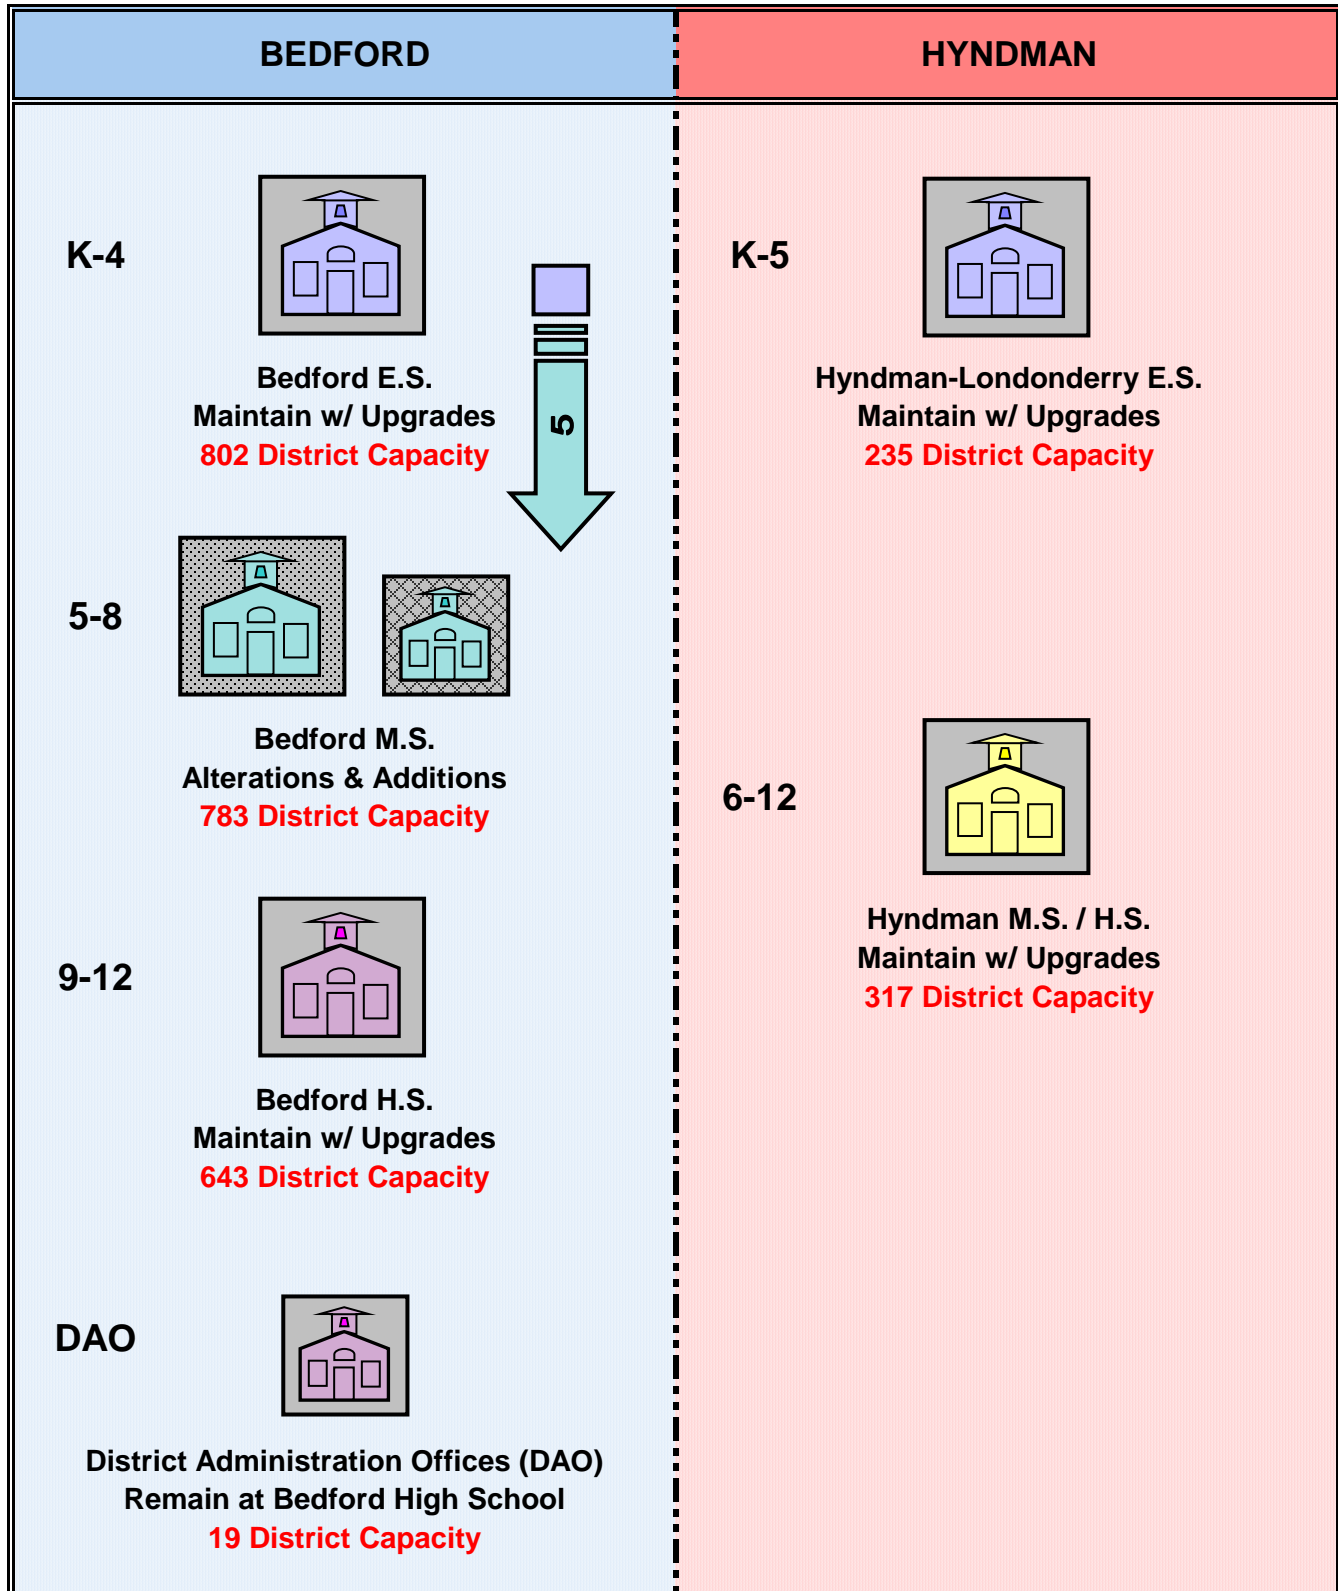 BEDFORD
HYNDMAN
K-4
Bedford E.S.
Maintain w/ Upgrades
802 District Capacity
5
5-8
Bedford M.S.
Alterations & Additions
783 District Capacity
9-12
Bedford H.S.
Maintain w/ Upgrades
643 District Capacity
DAO
District Administration Offices (DAO)
Remain at Bedford High School
19 District Capacity
K-5
Hyndman-Londonderry E.S.
Maintain w/ Upgrades
235 District Capacity
6-12
Hyndman M.S. / H.S.
Maintain w/ Upgrades
317 District Capacity